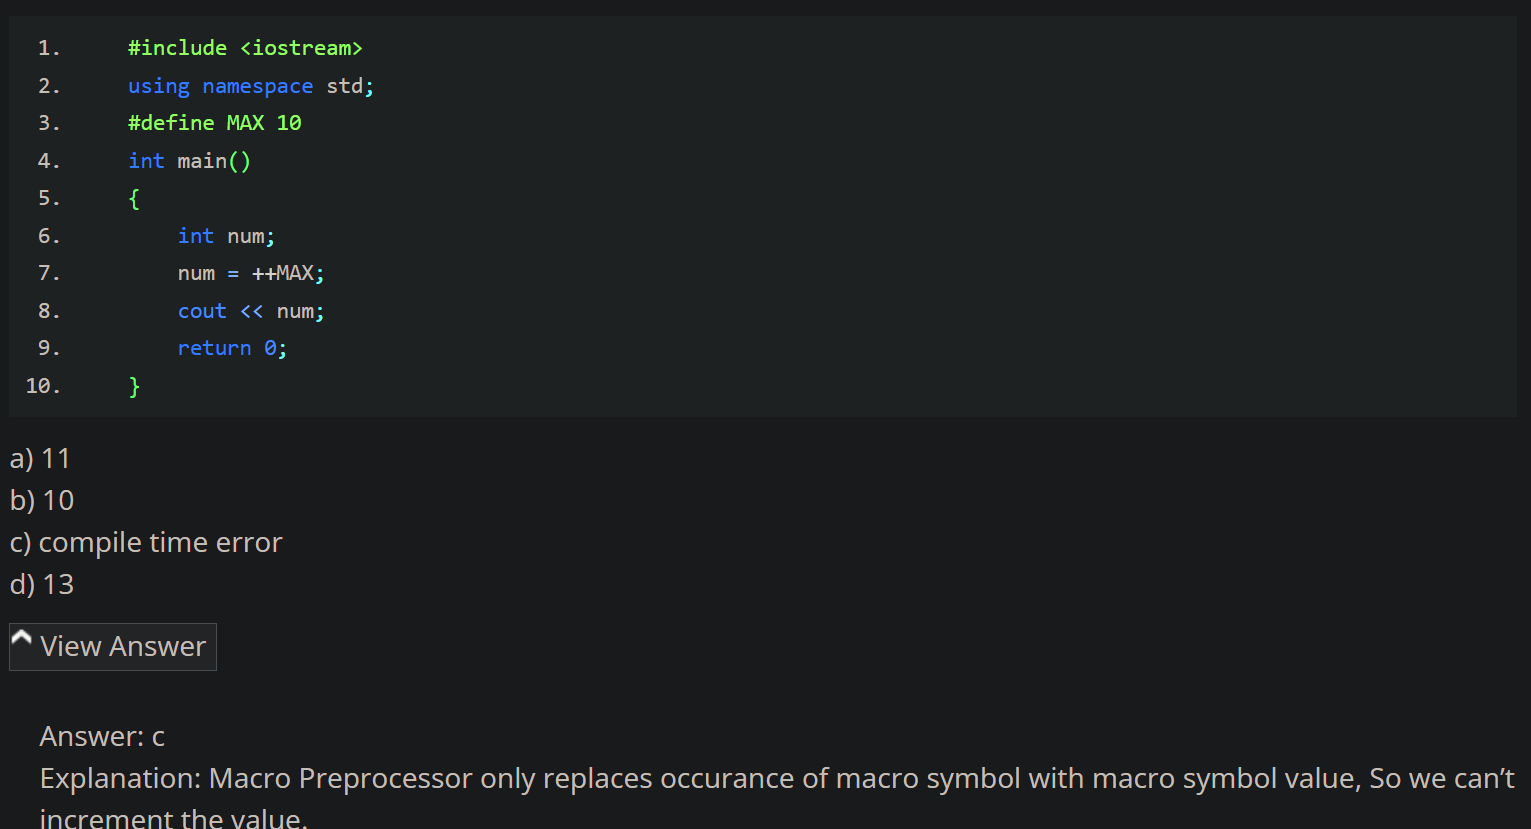 1. #include <iostream>
2. using namespace std;
3. #define MAX 10
4. int main()
5. {
6. int num;
7. num = ++MAX;
8. cout << num;
9. return 0;
10. }
a) 11
b) 10
c) compile time error
d) 13
View Answer
Answer: c
Explanation: Macro Preprocessor only replaces occurance of macro symbol with macro symbol value, So we can’t
increment the value.